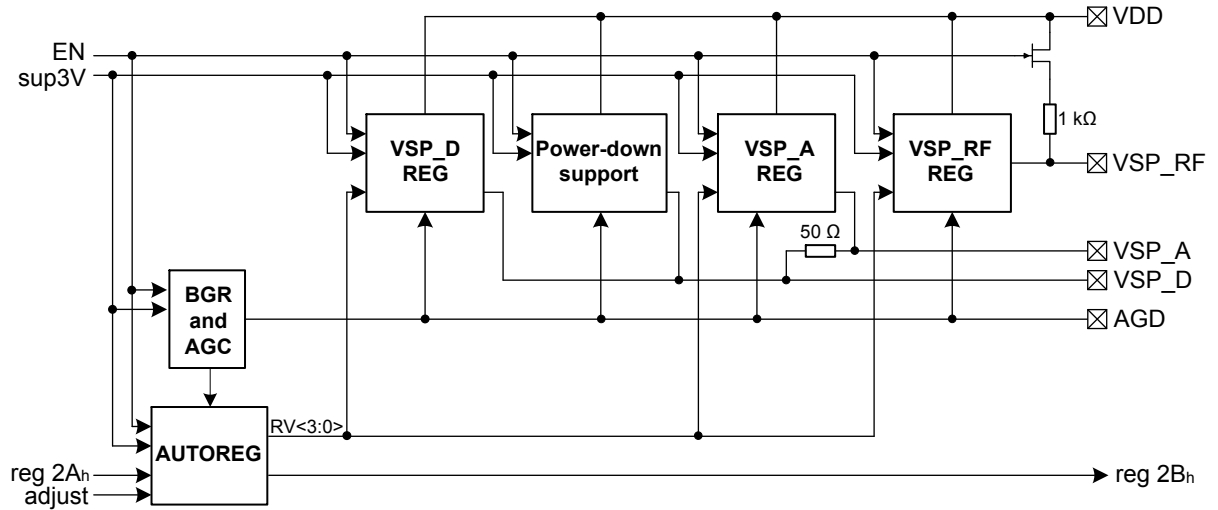 VDD
EN
sup3V
1 kΩ
VSP_D
REG
Power-down
support
VSP_A
REG
VSP_RF
REG
VSP_RF
50 Ω
VSP_A
VSP_D
BGR
and
AGC
AGD
RV<3:0>
AUTOREG
reg 2Ah
adjust
reg 2Bh